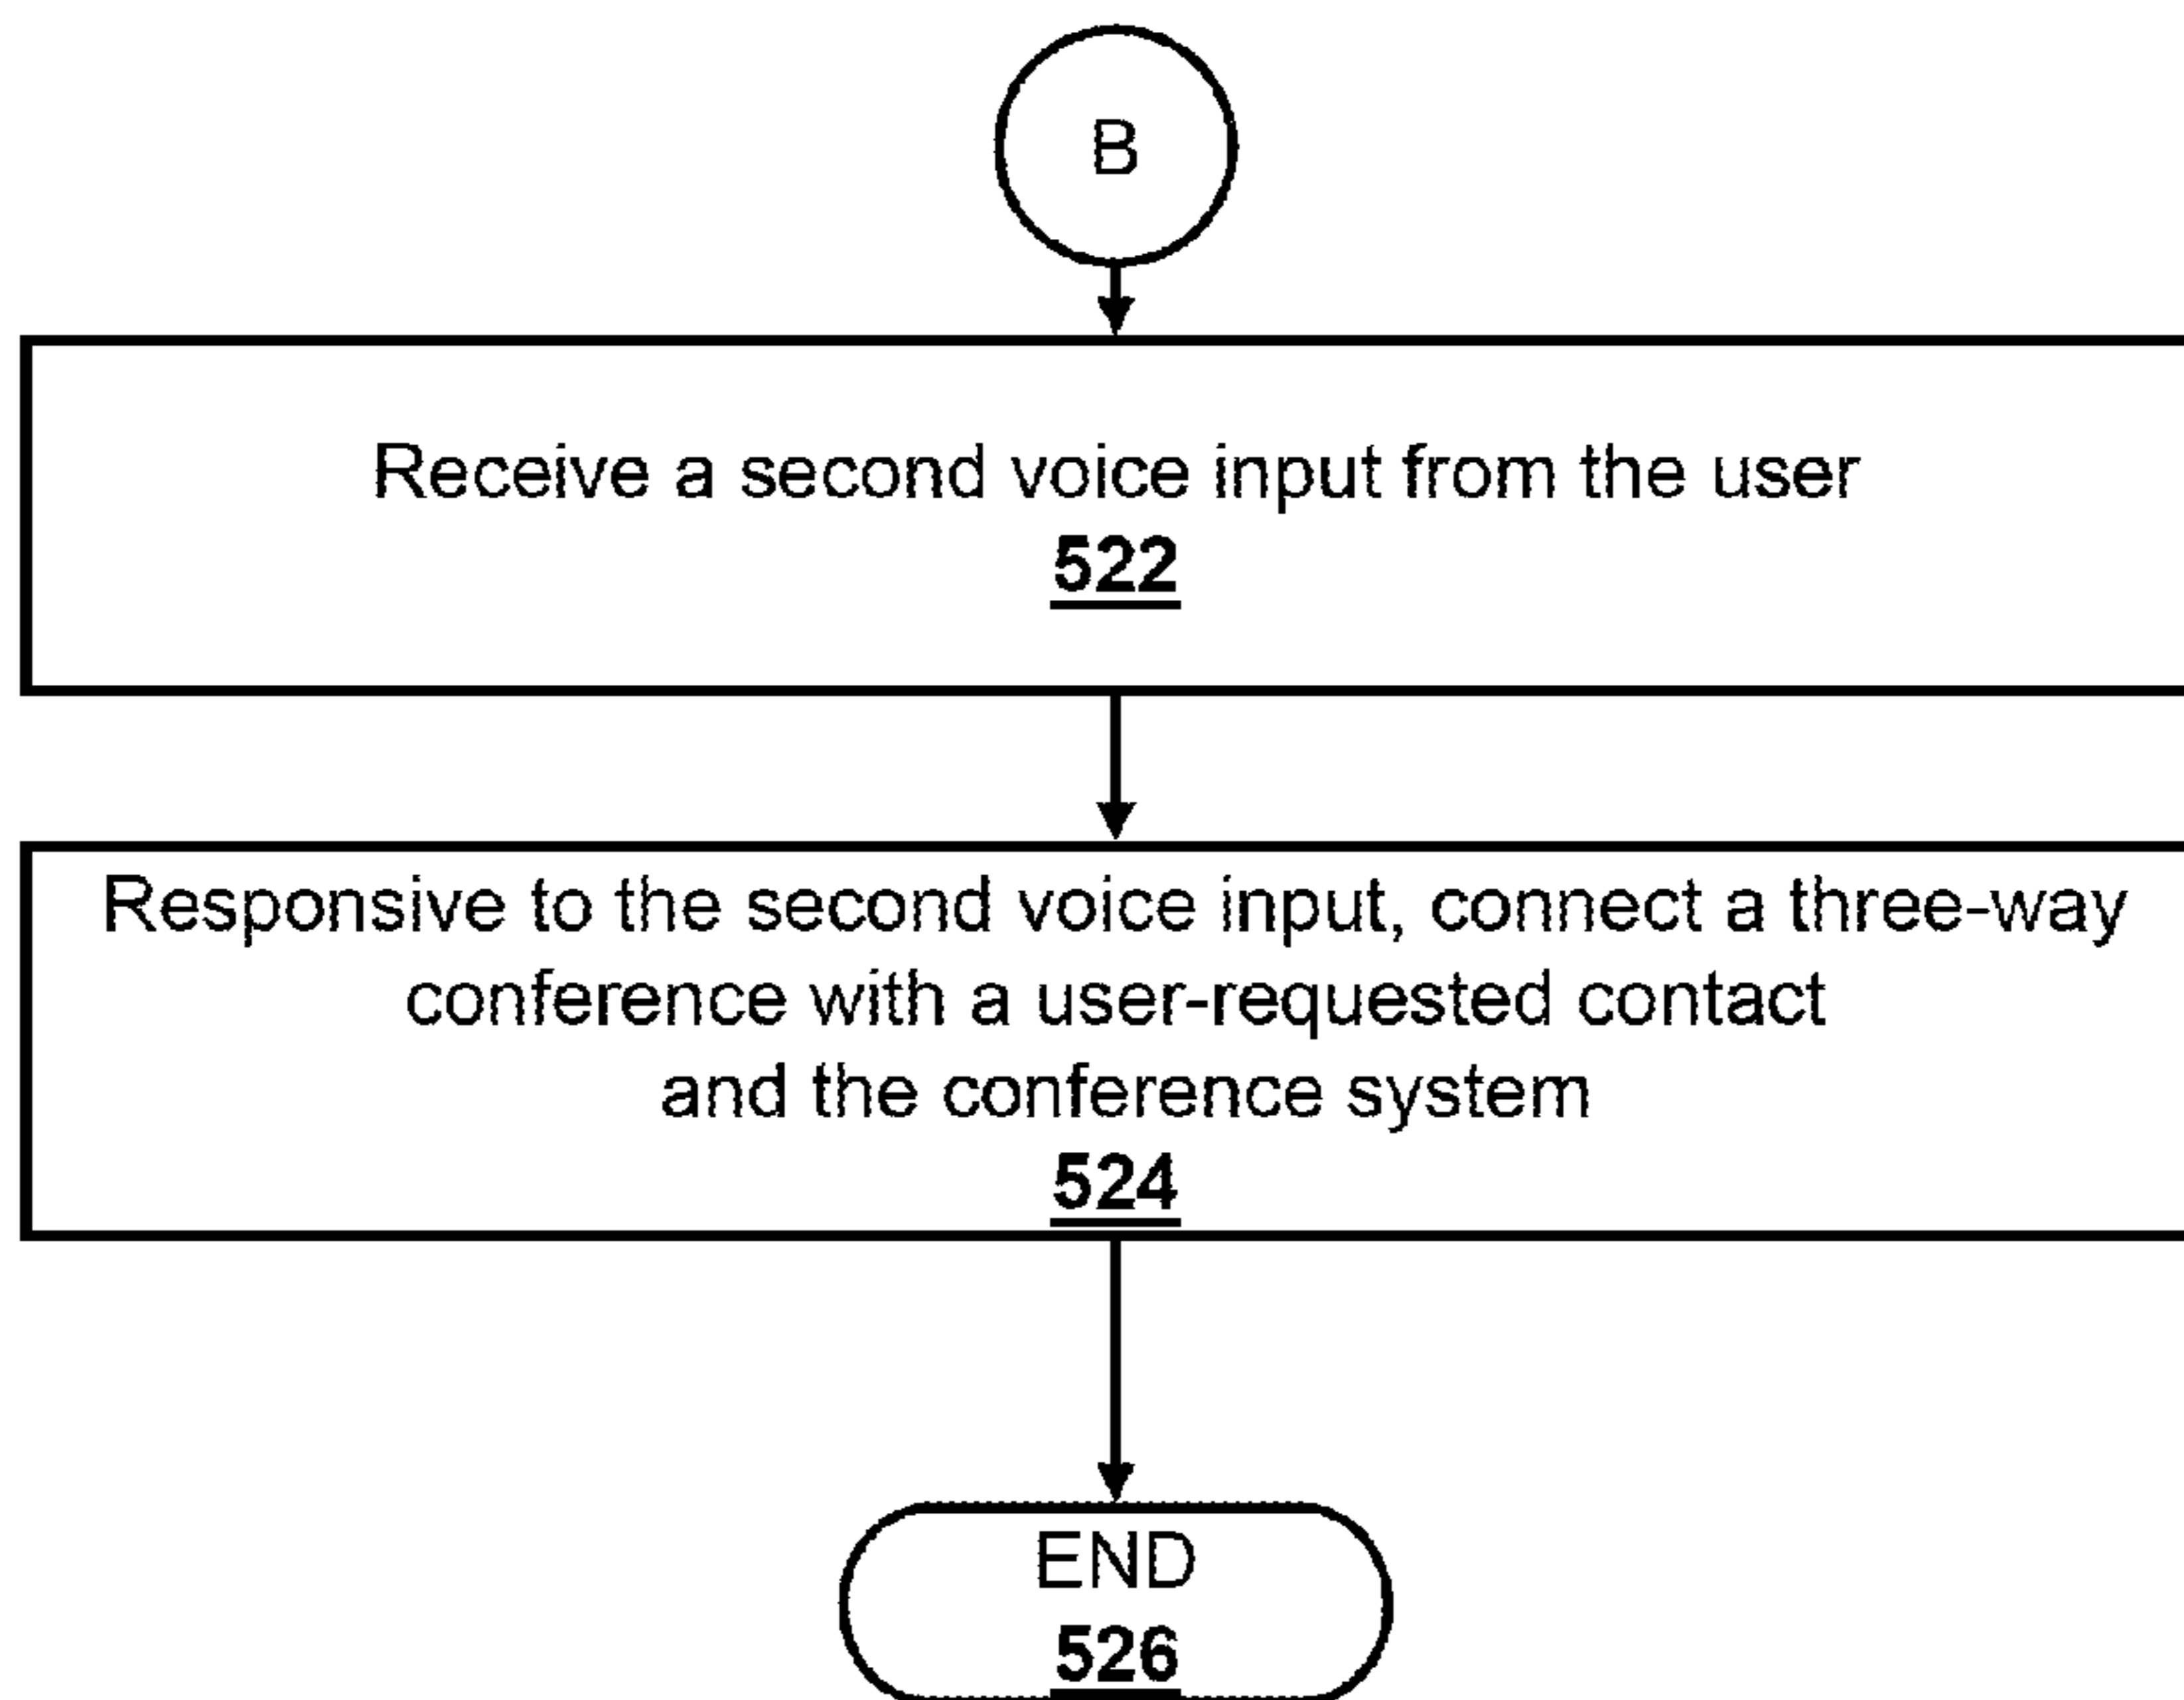 B
Receive a second voice input from the user
522
Responsive to the second voice input, connect a three-way
conference with a user-requested contact
and the conference system
524
END
526